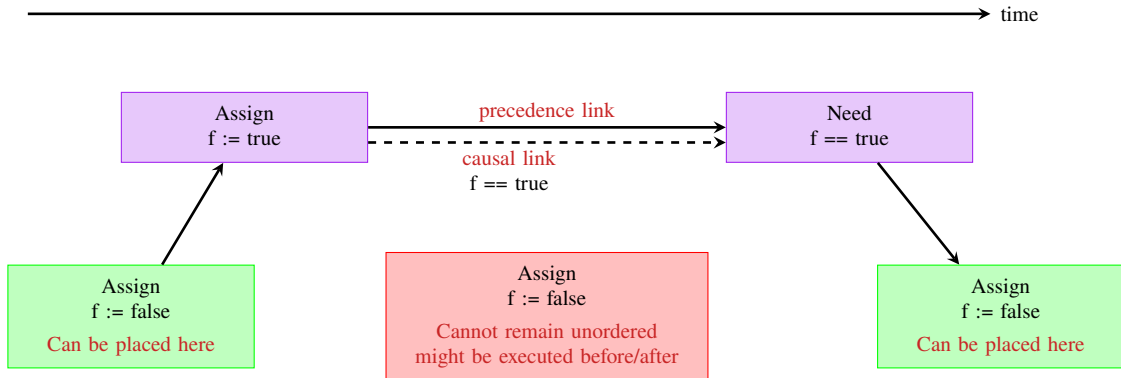 time
Assign
f := true
precedence link
causal link
f == true
Need
f == true
Assign
f := false
Can be placed here
Assign
f := false
Cannot remain unordered
might be executed before/after
Assign
f := false
Can be placed here